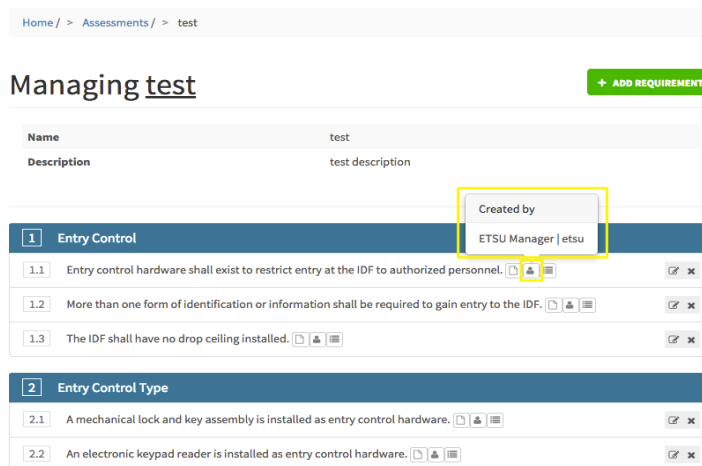 Home / > Assessments / > test
Managing test
+ ADD REQUIREMENT
Name test
Description test description
Created by
ETSU Manager | etsu
1 Entry Control
1.1 Entry control hardware shall exist to restrict entry at the IDF to authorized personnel.
1.2 More than one form of identification or information shall be required to gain entry to the IDF.
1.3 The IDF shall have no drop ceiling installed.
2 Entry Control Type
2.1 A mechanical lock and key assembly is installed as entry control hardware.
2.2 An electronic keypad reader is installed as entry control hardware.